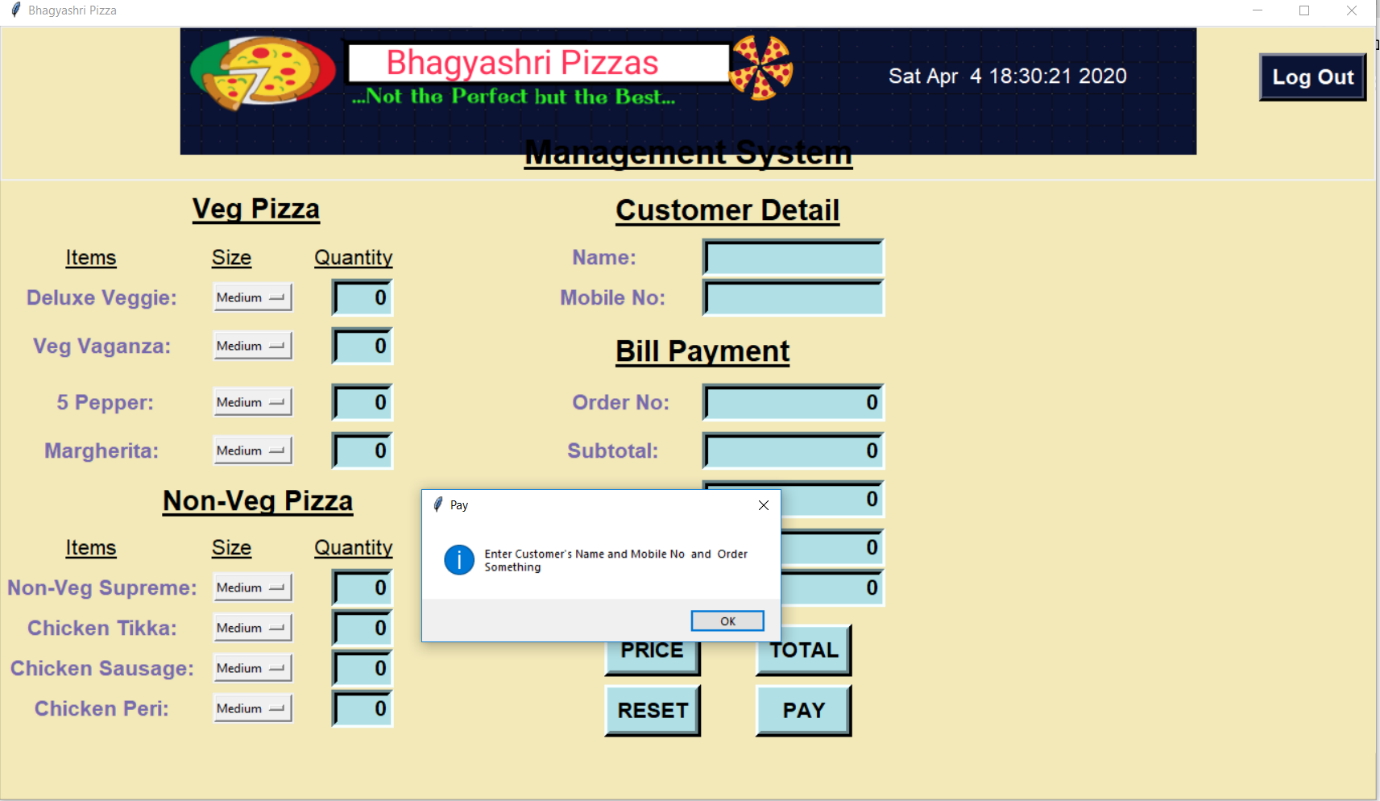 Bhagyashri Pizza
Bhagyashri Pizzas
...Not the Perfect but the Best...
Sat Apr  4 18:30:21 2020
Log Out
Management System
Veg Pizza
Items Size Quantity
Deluxe Veggie: Medium 0
Veg Vaganza: Medium 0
5 Pepper: Medium 0
Margherita: Medium 0
Non-Veg Pizza
Items Size Quantity
Non-Veg Supreme: Medium 0
Chicken Tikka: Medium 0
Chicken Sausage: Medium 0
Chicken Peri: Medium 0
Customer Detail
Name:
Mobile No:
Bill Payment
Order No: 0
Subtotal: 0
0
0
0
Pay
Enter Customer's Name and Mobile No  and  Order
Something
OK
PRICE TOTAL
RESET PAY